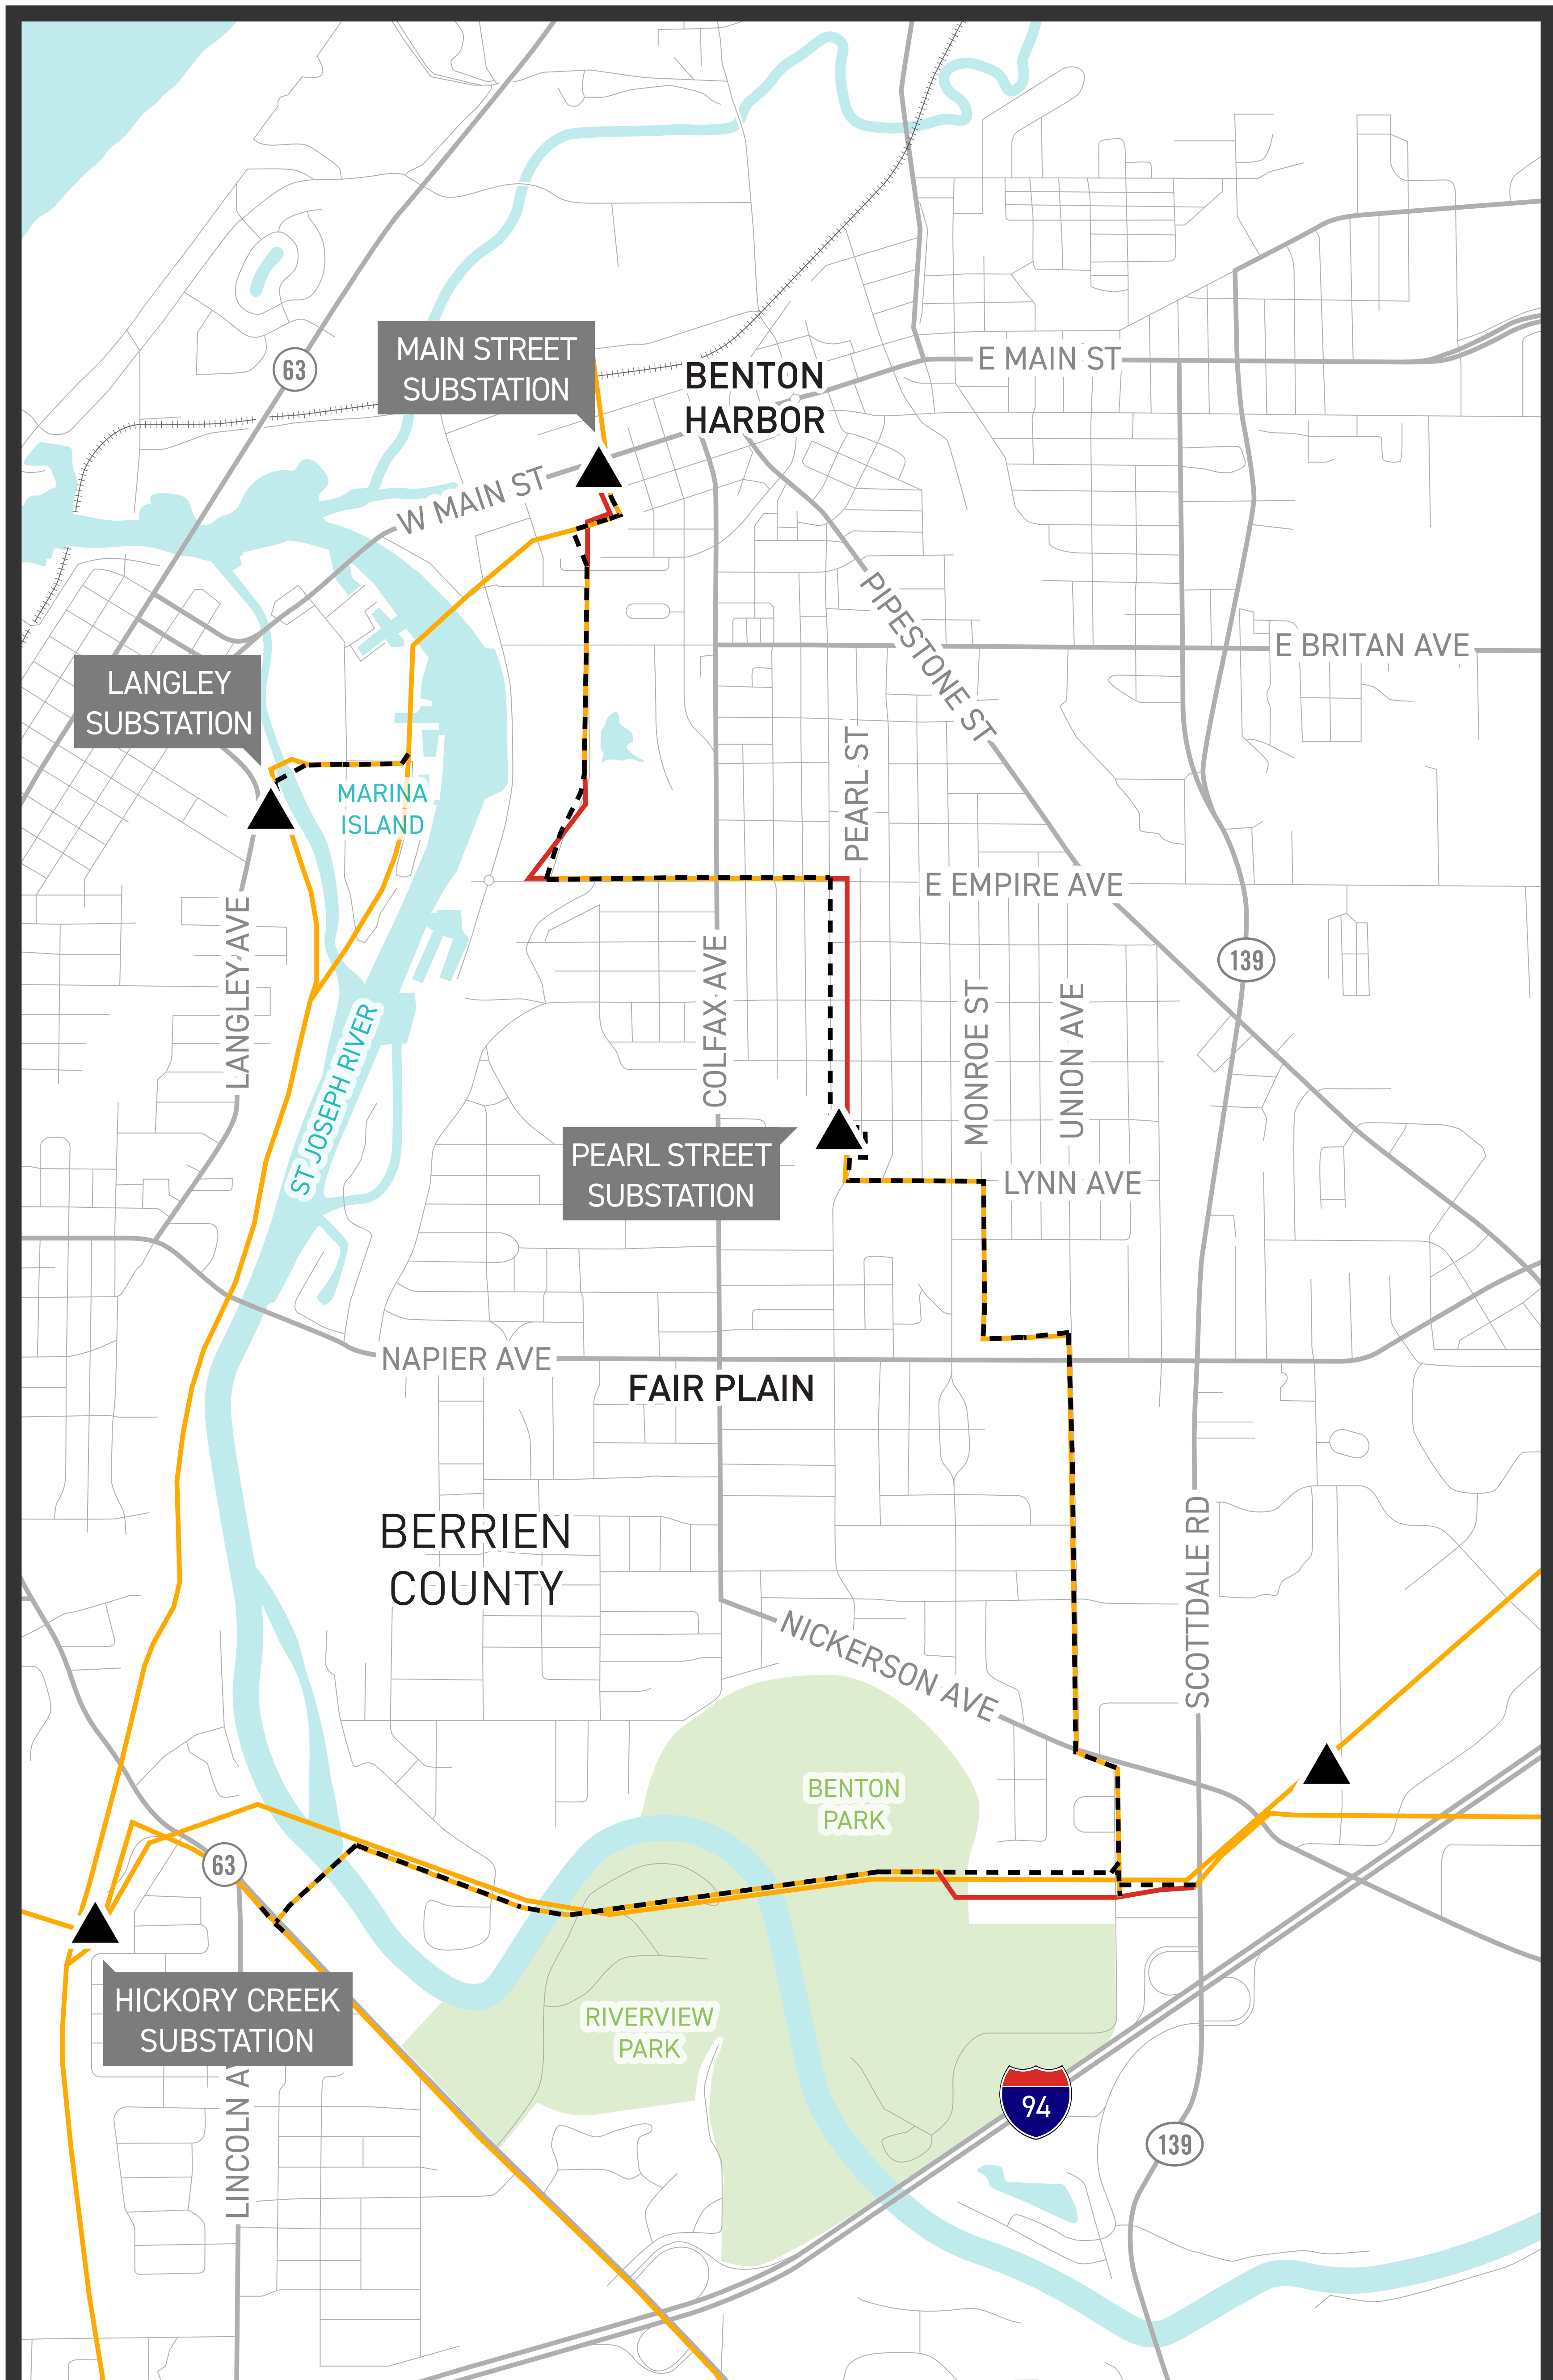 MAIN STREET
SUBSTATION
63
BENTON
HARBOR
E MAIN ST
W MAIN ST
PIPESTONE ST
E BRITAN AVE
LANGLEY
SUBSTATION
MARINA
ISLAND
PEARL ST
E EMPIRE AVE
LANGLEY AVE
COLFAX AVE
139
MONROE ST
UNION AVE
ST JOSEPH RIVER
PEARL STREET
SUBSTATION
LYNN AVE
NAPIER AVE
FAIR PLAIN
BERRIEN
COUNTY
SCOTTDALE RD
NICKERSON AVE
BENTON
PARK
63
HICKORY CREEK
SUBSTATION
RIVERVIEW
PARK
94
LINCOLN A
139